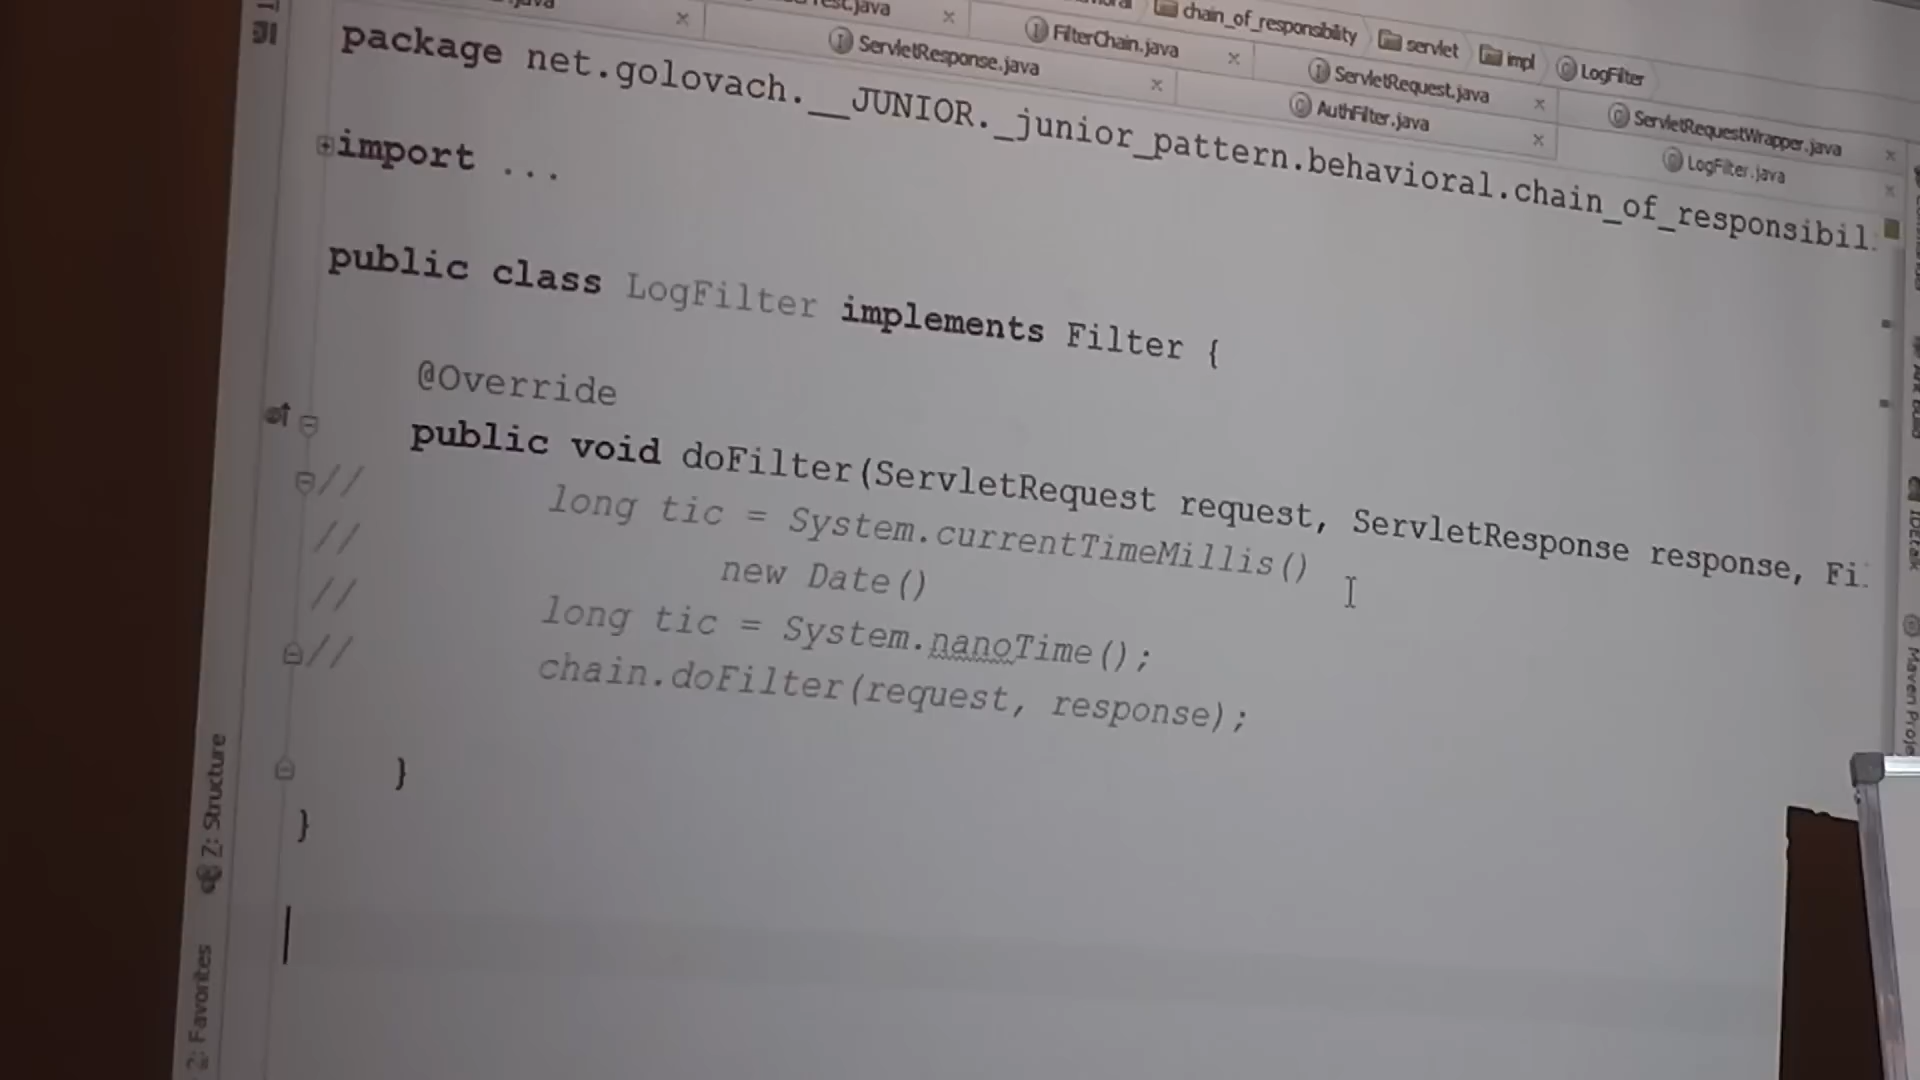 chain_of_responsibility servlet impl LogFilter
ServletResponse.java FilterChain.java ServletRequest.java ServletRequestWrapper.java
AuthFilter.java LogFilter.java
package net.golovach.__JUNIOR._junior_pattern.behavioral.chain_of_responsibil
import ...
public class LogFilter implements Filter {
@Override
public void doFilter(ServletRequest request, ServletResponse response, Fi
// long tic = System.currentTimeMillis()
// new Date()
// long tic = System.nanoTime();
// chain.doFilter(request, response);
}
}
Z: Structure
2: Favorites
IDEtalk
Maven Proje